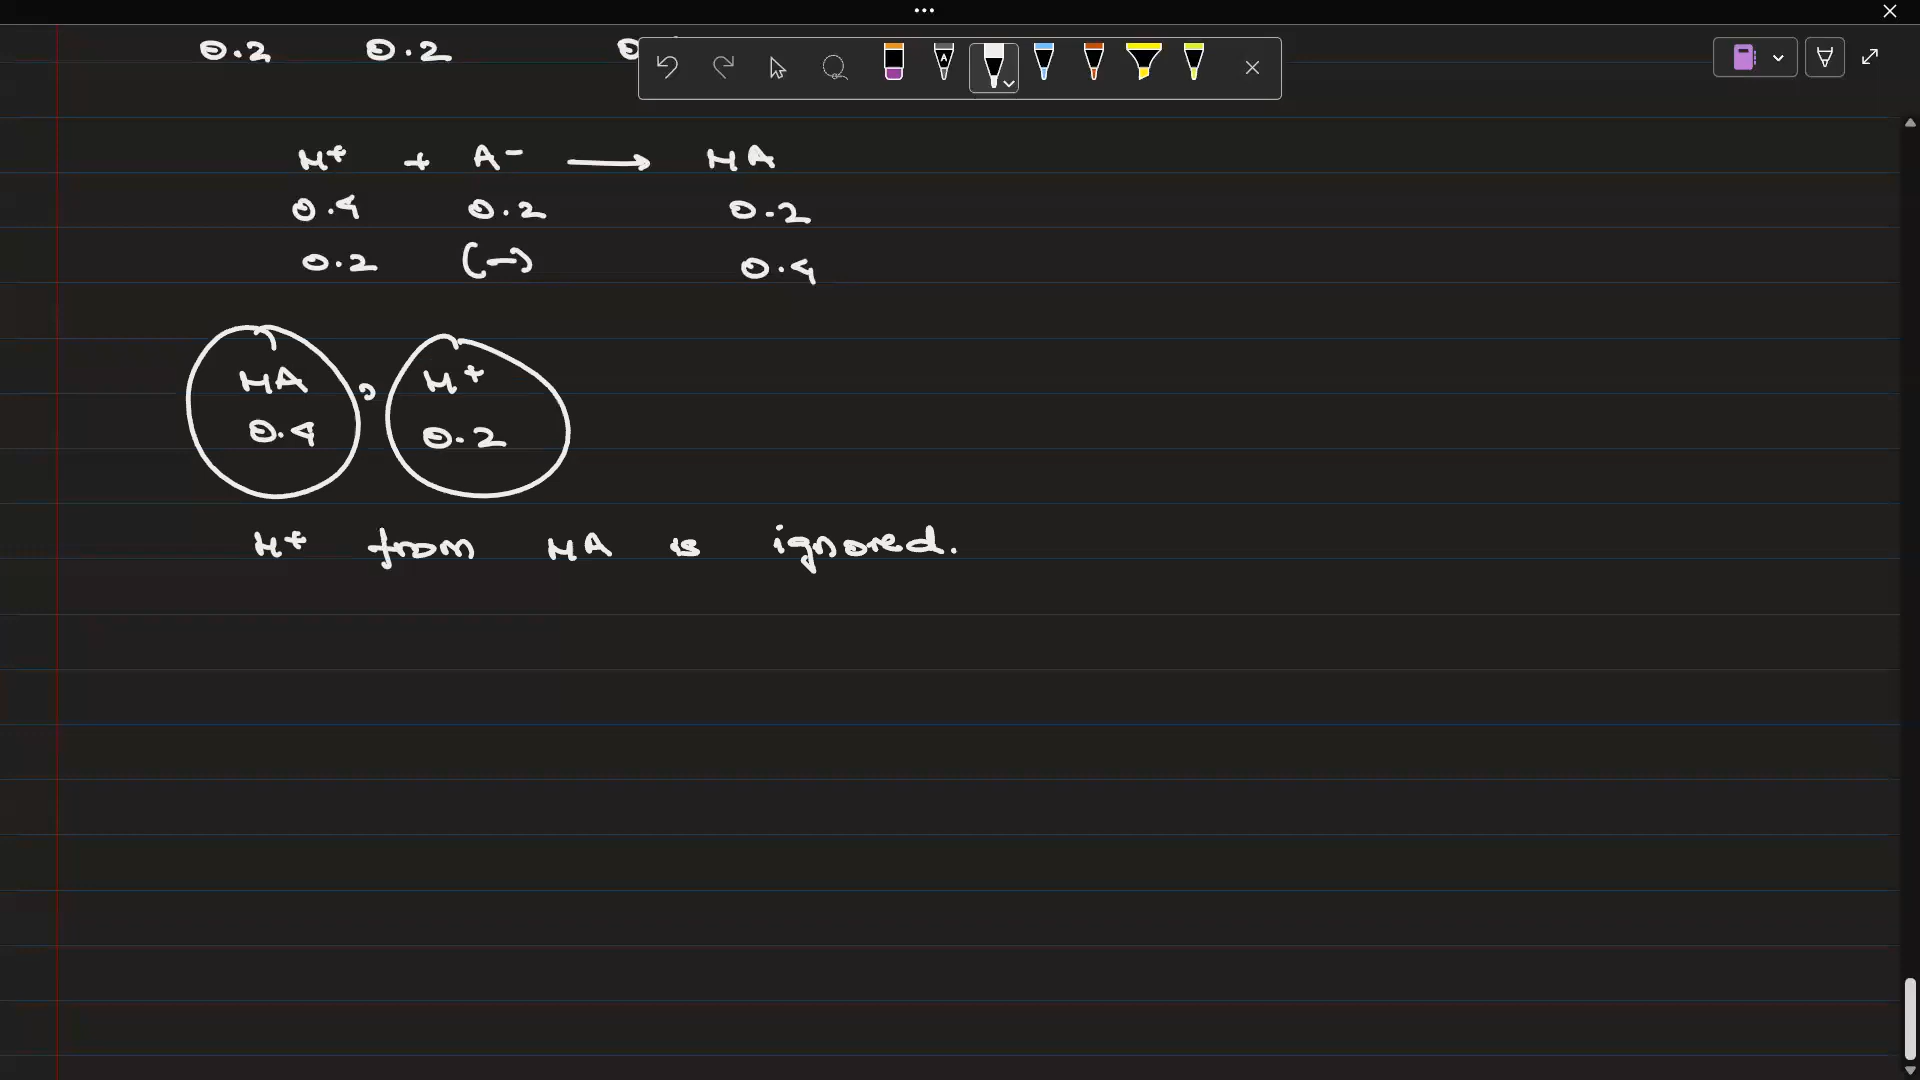 0.2 0.2
H+ + A- → HA
0.4 0.2 0.2
0.2 (-) 0.4
HA, H+
0.4 0.2
H+ from HA is ignored.